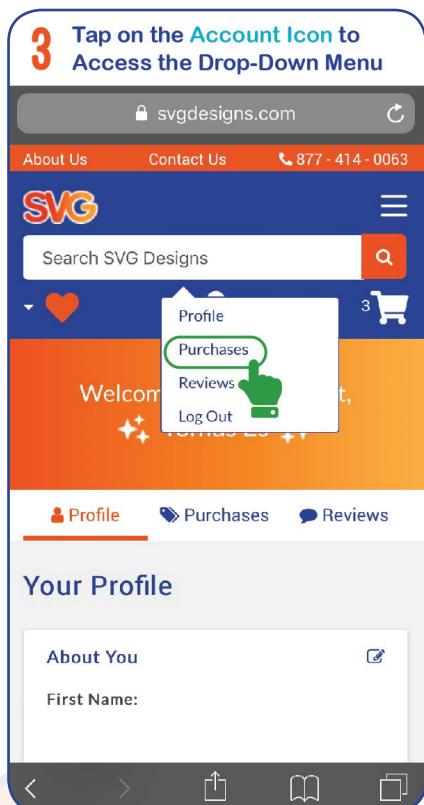 3 Tap on the Account Icon to
Access the Drop-Down Menu
svgdesigns.com
About Us Contact Us 877 - 414 - 0063
SVG
Search SVG Designs
3
Profile
Purchases
Reviews
Log Out
Welcom t,
Profile Purchases Reviews
Your Profile
About You
First Name: